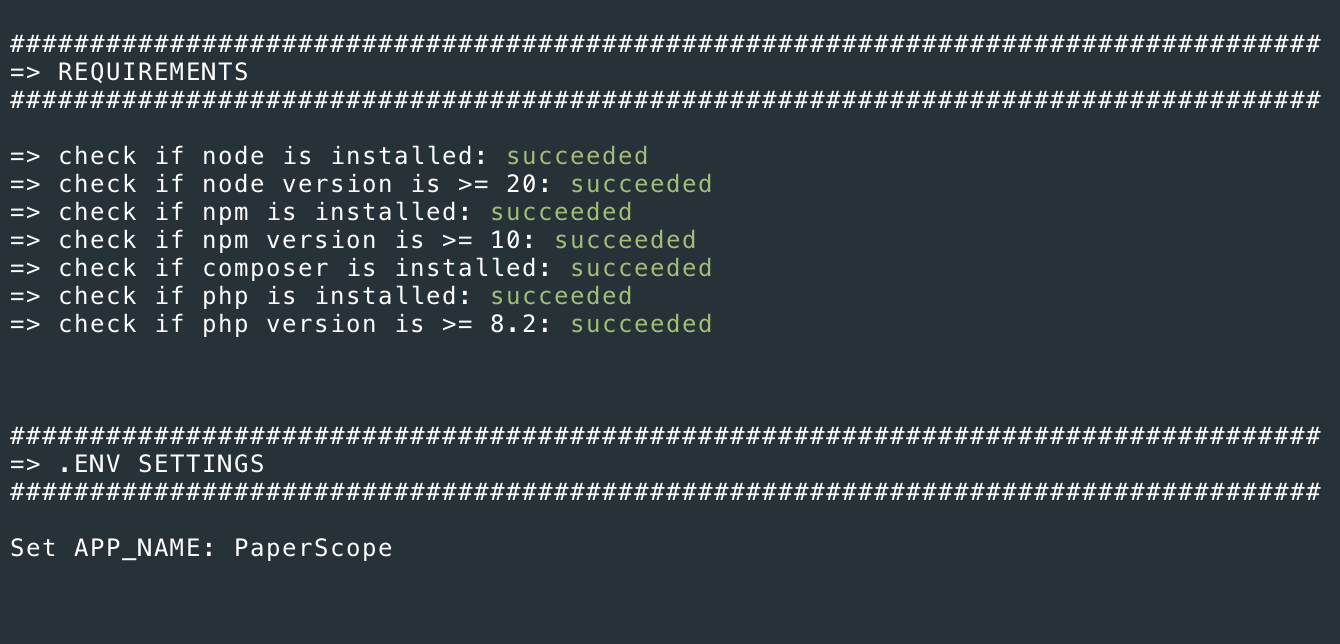 ##################################################################################
=> REQUIREMENTS
##################################################################################
=> check if node is installed: succeeded
=> check if node version is >= 20: succeeded
=> check if npm is installed: succeeded
=> check if npm version is >= 10: succeeded
=> check if composer is installed: succeeded
=> check if php is installed: succeeded
=> check if php version is >= 8.2: succeeded
##################################################################################
=> .ENV SETTINGS
##################################################################################
Set APP_NAME: PaperScope